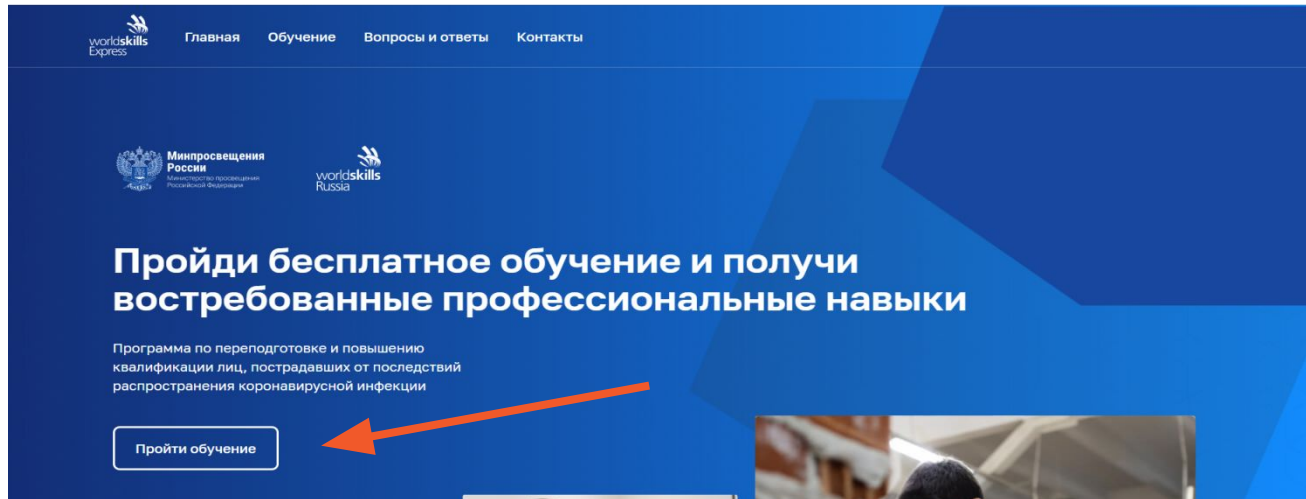 worldskills
Express
Главная Обучение Вопросы и ответы Контакты
Минпросвещения
России
Министерство просвещения
Российской Федерации
worldskills
Russia
Пройди бесплатное обучение и получи
востребованные профессиональные навыки
Программа по переподготовке и повышению
квалификации лиц, пострадавших от последствий
распространения коронавирусной инфекции
Пройти обучение